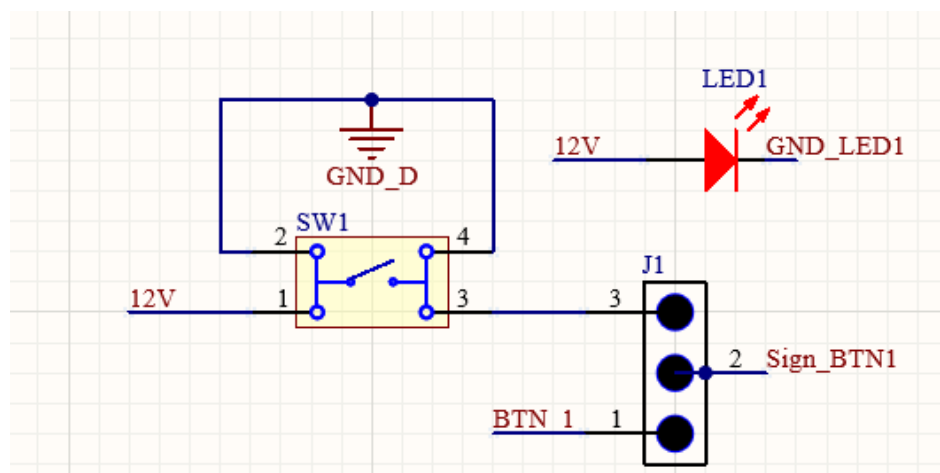 LED1
12V
GND_LED1
GND_D
SW1
2
4
12V
1
3
J1
3
2
Sign_BTN1
BTN_1
1